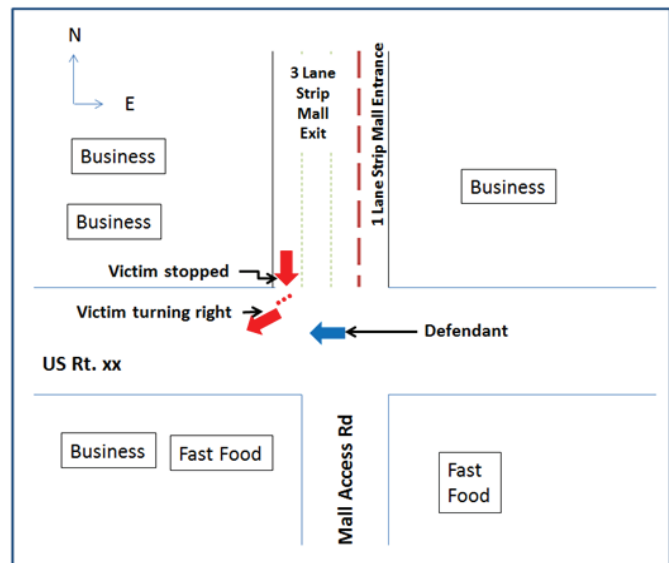 N
E
3 Lane
Strip
Mall
Exit
1 Lane Strip Mall Entrance
Business
Business
Business
Victim stopped
Victim turning right
Defendant
US Rt. xx
Business
Fast Food
Mall Access Rd
Fast
Food